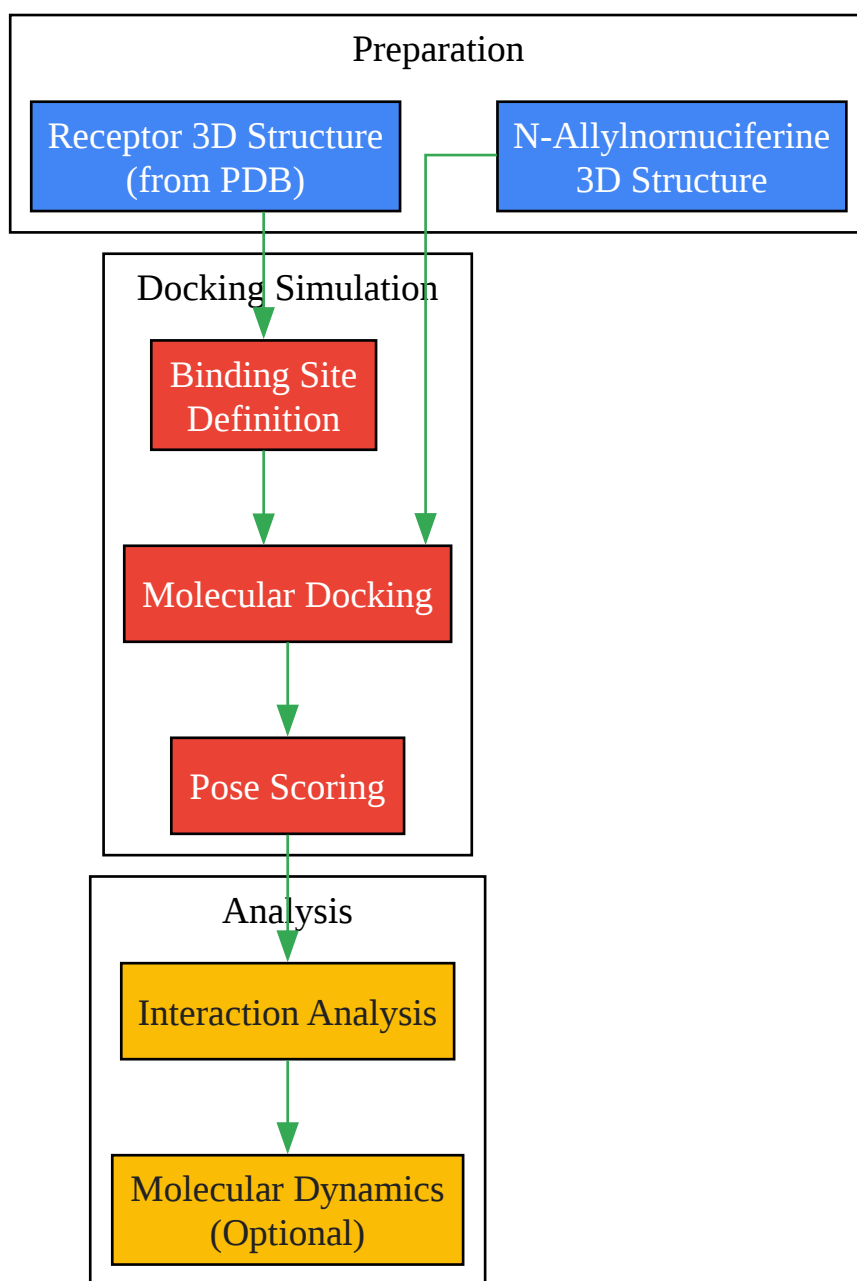 Preparation
Receptor 3D Structure
(from PDB)
N-Allylnornuciferine
3D Structure
Docking Simulation
Binding Site
Definition
Molecular Docking
Pose Scoring
Analysis
Interaction Analysis
Molecular Dynamics
(Optional)